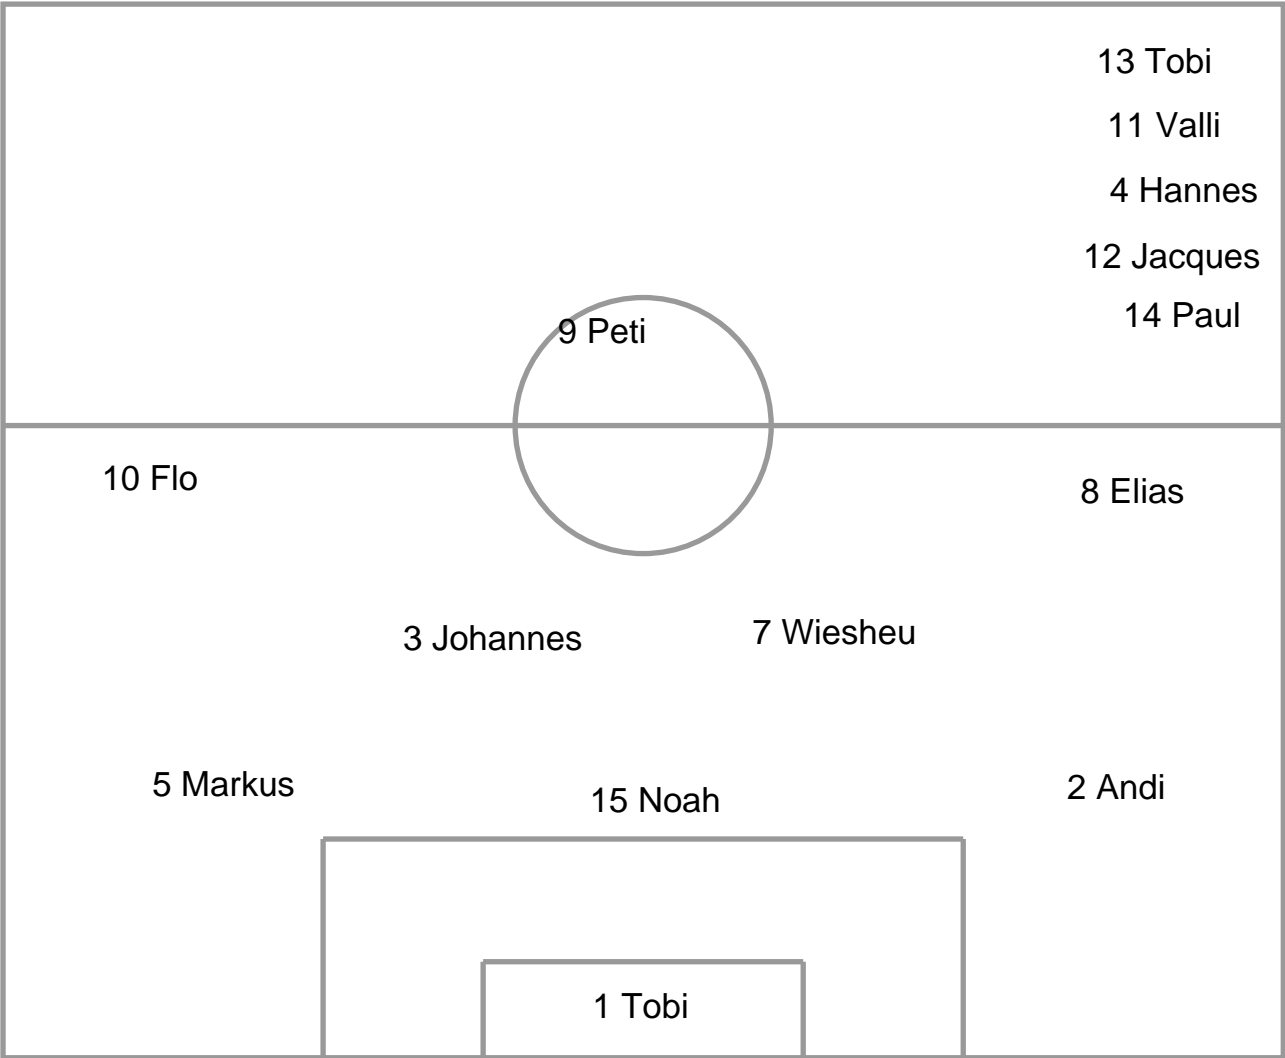 13 Tobi
11 Valli
4 Hannes
12 Jacques
14 Paul
9 Peti
10 Flo
8 Elias
3 Johannes
7 Wiesheu
5 Markus
15 Noah
2 Andi
1 Tobi